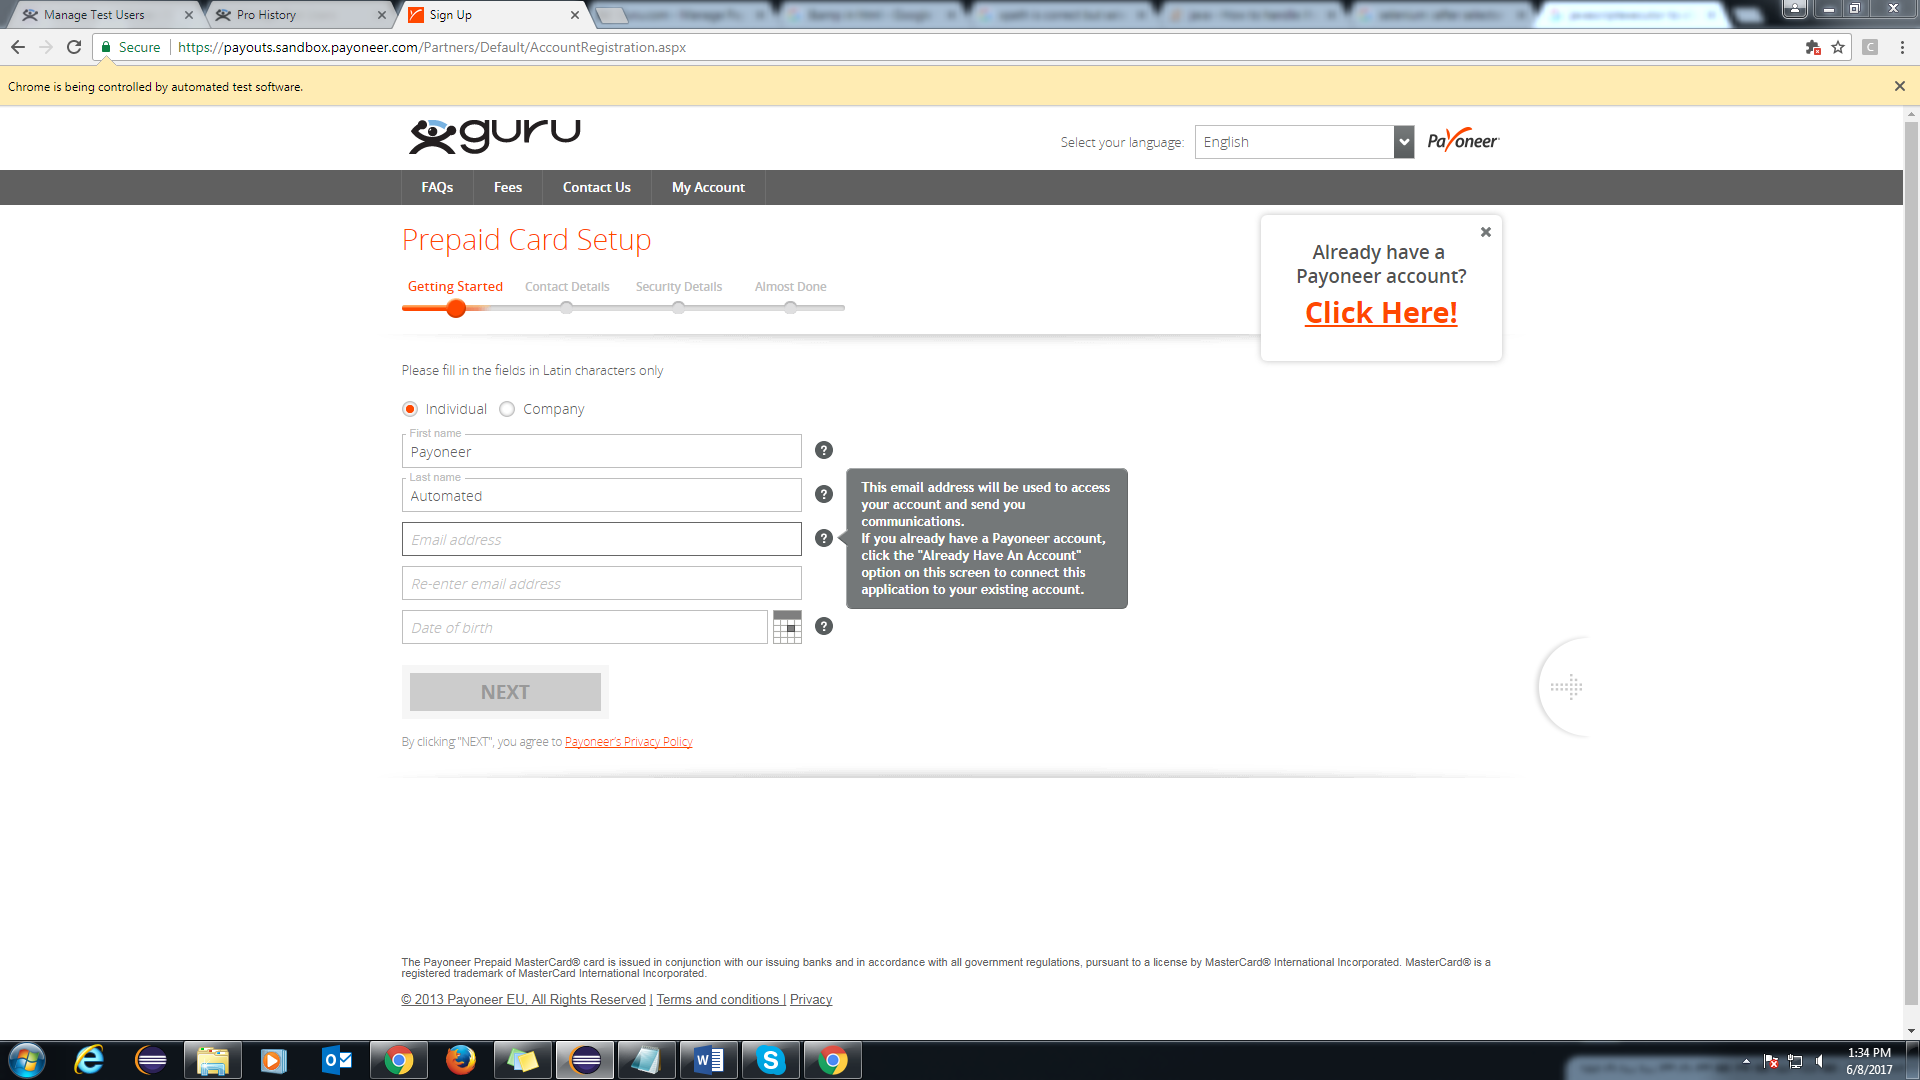 Manage Test Users
Pro History
Sign Up
Secure
https://payouts.sandbox.payoneer.com/Partners/Default/AccountRegistration.aspx
C
Chrome is being controlled by automated test software.
guru
Select your language:
English
Payoneer
FAQs
Fees
Contact Us
My Account
Prepaid Card Setup
Already have a
Payoneer account?
Click Here!
Getting Started
Contact Details
Security Details
Almost Done
Please fill in the fields in Latin characters only
Individual
Company
First name
Payoneer
?
Last name
Automated
?
This email address will be used to access
your account and send you
communications.
If you already have a Payoneer account,
click the "Already Have An Account"
option on this screen to connect this
application to your existing account.
Email address
?
Re-enter email address
Date of birth
?
NEXT
By clicking "NEXT", you agree to Payoneer's Privacy Policy
The Payoneer Prepaid MasterCard® card is issued in conjunction with our issuing banks and in accordance with all government regulations, pursuant to a license by MasterCard® International Incorporated. MasterCard® is a
registered trademark of MasterCard International Incorporated.
© 2013 Payoneer EU. All Rights Reserved | Terms and conditions | Privacy
1:34 PM
6/8/2017